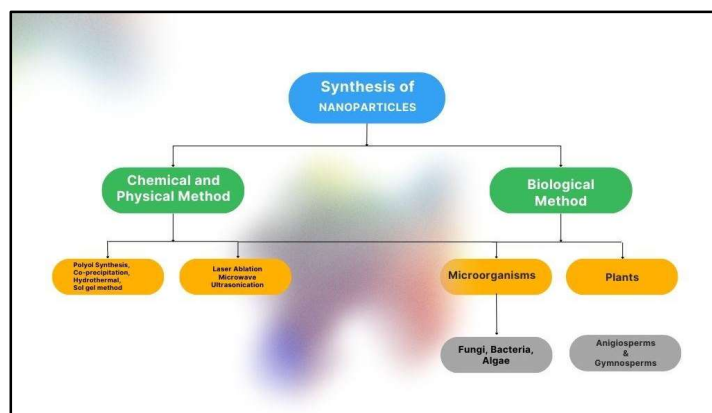 Synthesis of
NANOPARTICLES
Chemical and
Physical Method
Biological
Method
Polyol Synthesis,
Co-precipitation,
Hydrothermal,
Sol gel method
Laser Ablation
Microwave
Ultrasonication
Microorganisms
Plants
Fungi, Bacteria,
Algae
Anigiosperms
&
Gymnosperms